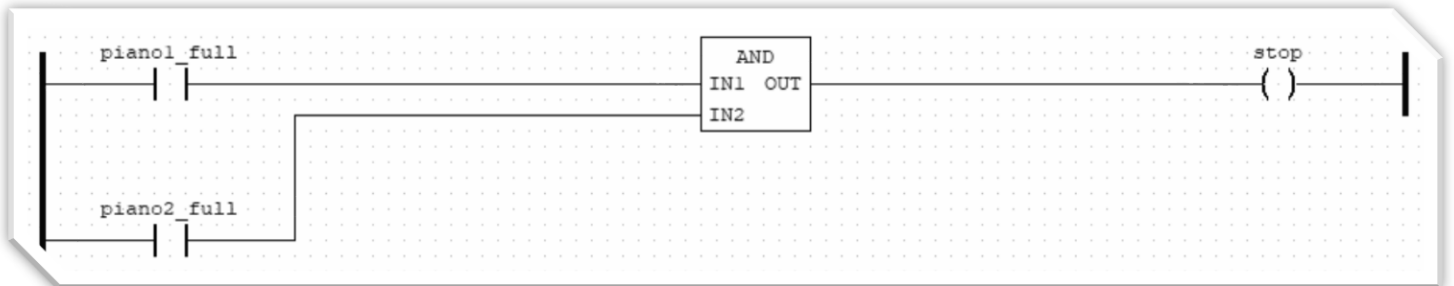 piano1_full
AND
stop
IN1 OUT
IN2
piano2_full